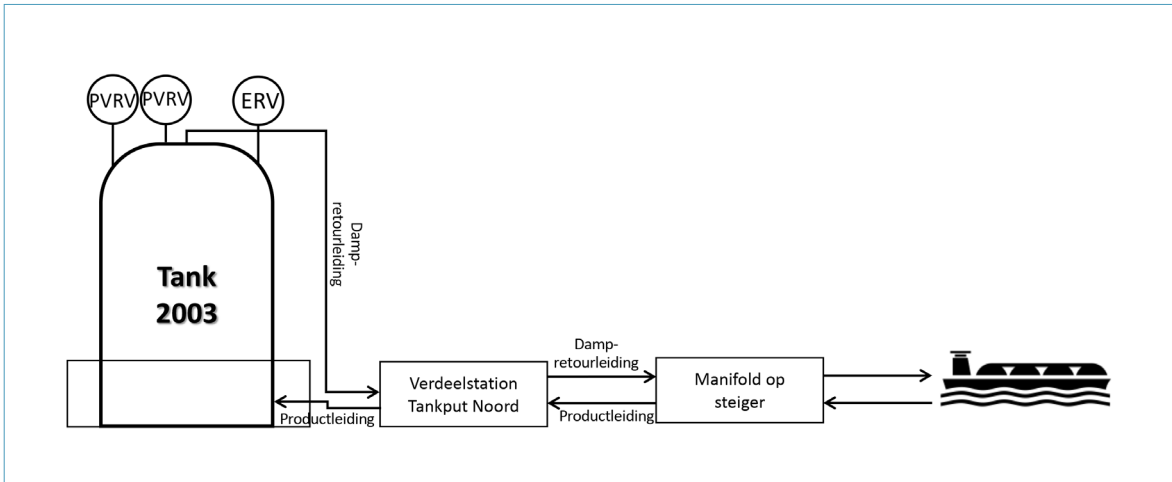 PVRV
PVRV
ERV
Damp-
retourleiding
Tank
2003
Damp-
retourleiding
Verdeelstation
Tankput Noord
Manifold op
steiger
Productleiding
Productleiding